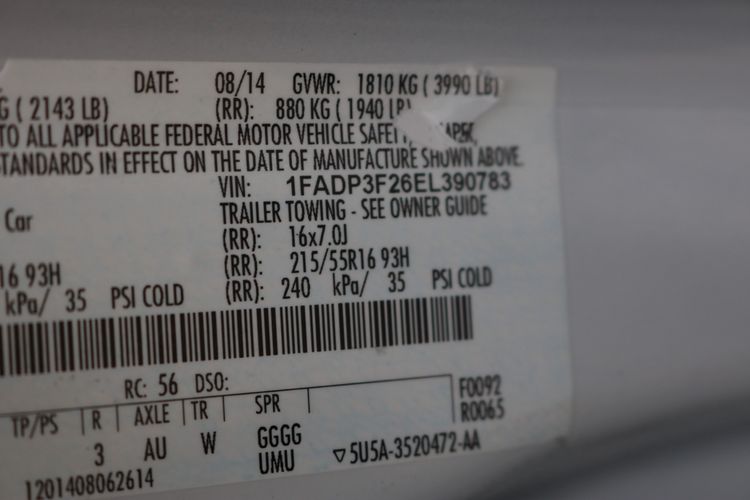 DATE: 08/14 GVWR: 1810 KG ( 3990 LB)
G ( 2143 LB) (RR): 880 KG ( 1940 LB)
TO ALL APPLICABLE FEDERAL MOTOR VEHICLE
STANDARDS IN EFFECT ON THE DATE OF MANUFACTURE SHOWN ABOVE.
VIN: 1FADP3F26EL390783
Car TRAILER TOWING - SEE OWNER GUIDE
(RR): 16x7.0J
16 93H (RR): 215/55R16 93H
kPa/ 35 PSI COLD (RR): 240 kPa/ 35 PSI COLD
RC: 56 DSO:
F0092
TP/PS R AXLE TR SPR R0065
3 AU W GGGG
UMU ▽5U5A-3520472-AA
1201408062614